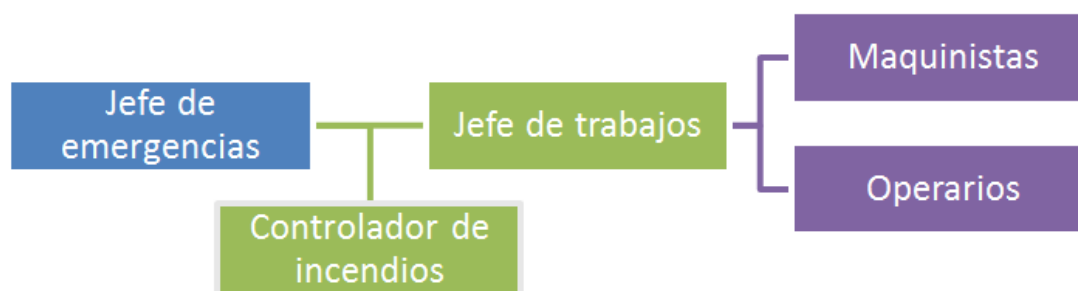 Jefe de
emergencias
Controlador de
incendios
Jefe de trabajos
Maquinistas
Operarios